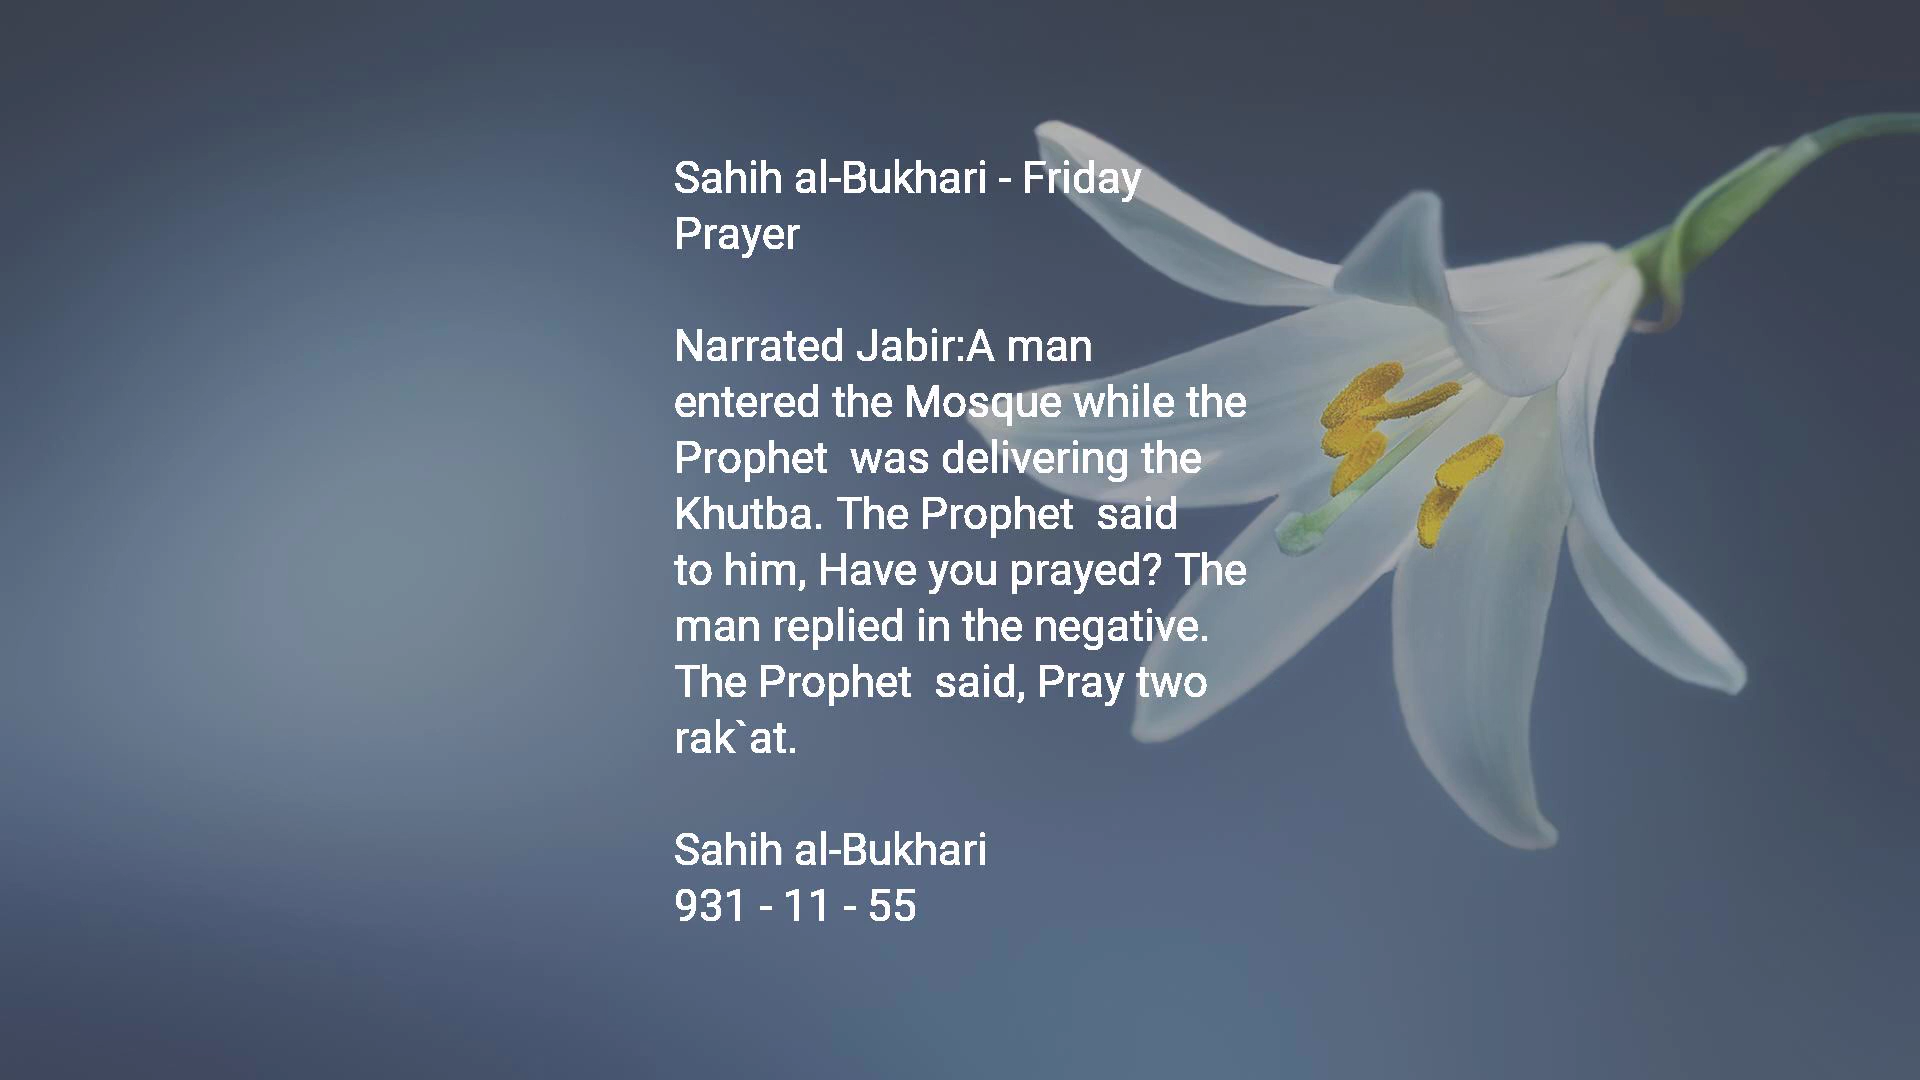 Sahih al-Bukhari - Friday
Prayer
Narrated Jabir:A man
entered the Mosque while the
Prophet  was delivering the
Khutba. The Prophet  said
to him, Have you prayed? The
man replied in the negative.
The Prophet  said, Pray two
rak`at.
Sahih al-Bukhari
931 - 11 - 55